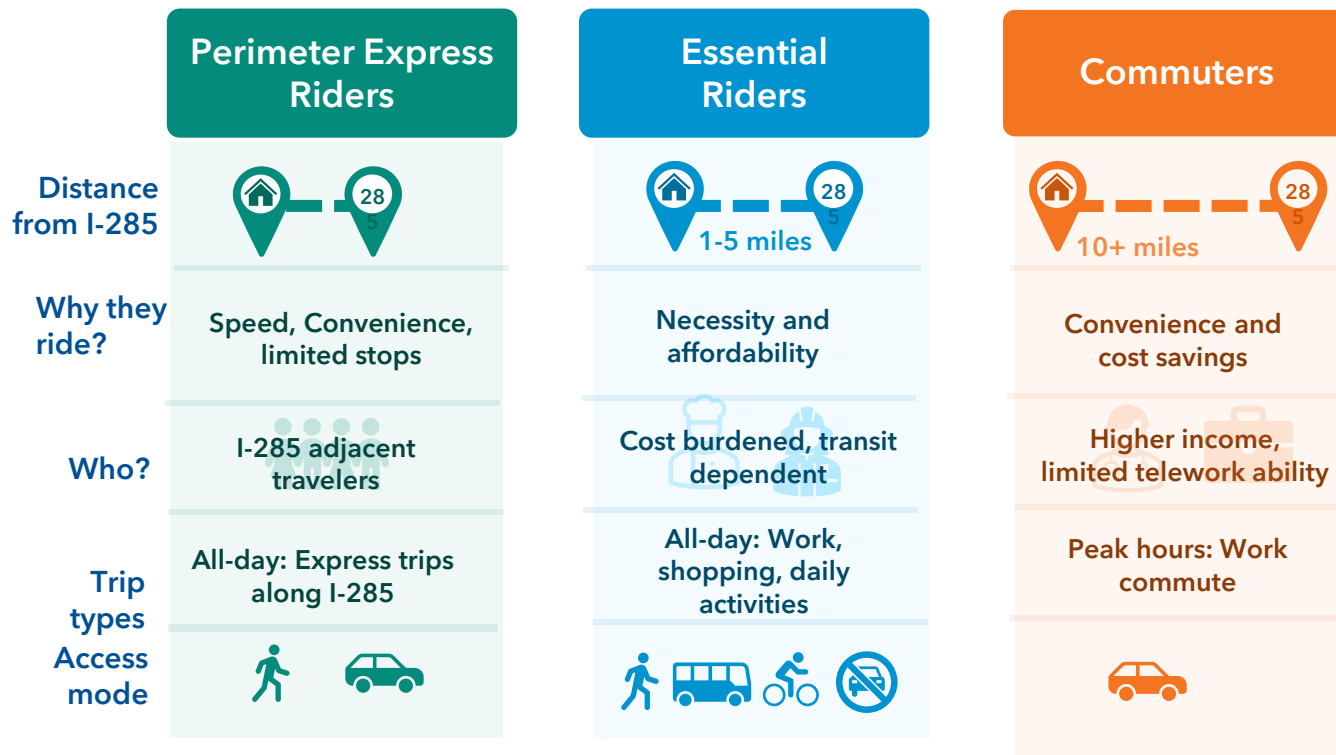 Perimeter Express
Riders
Essential
Riders
Commuters
Distance
from I-285
28
5
28
5
1-5 miles
28
5
10+ miles
Why they
ride?
Speed, Convenience,
limited stops
Necessity and
affordability
Convenience and
cost savings
Who?
I-285 adjacent
travelers
Cost burdened, transit
dependent
Higher income,
limited telework ability
Trip
types
All-day: Express trips
along I-285
All-day: Work,
shopping, daily
activities
Peak hours: Work
commute
Access
mode